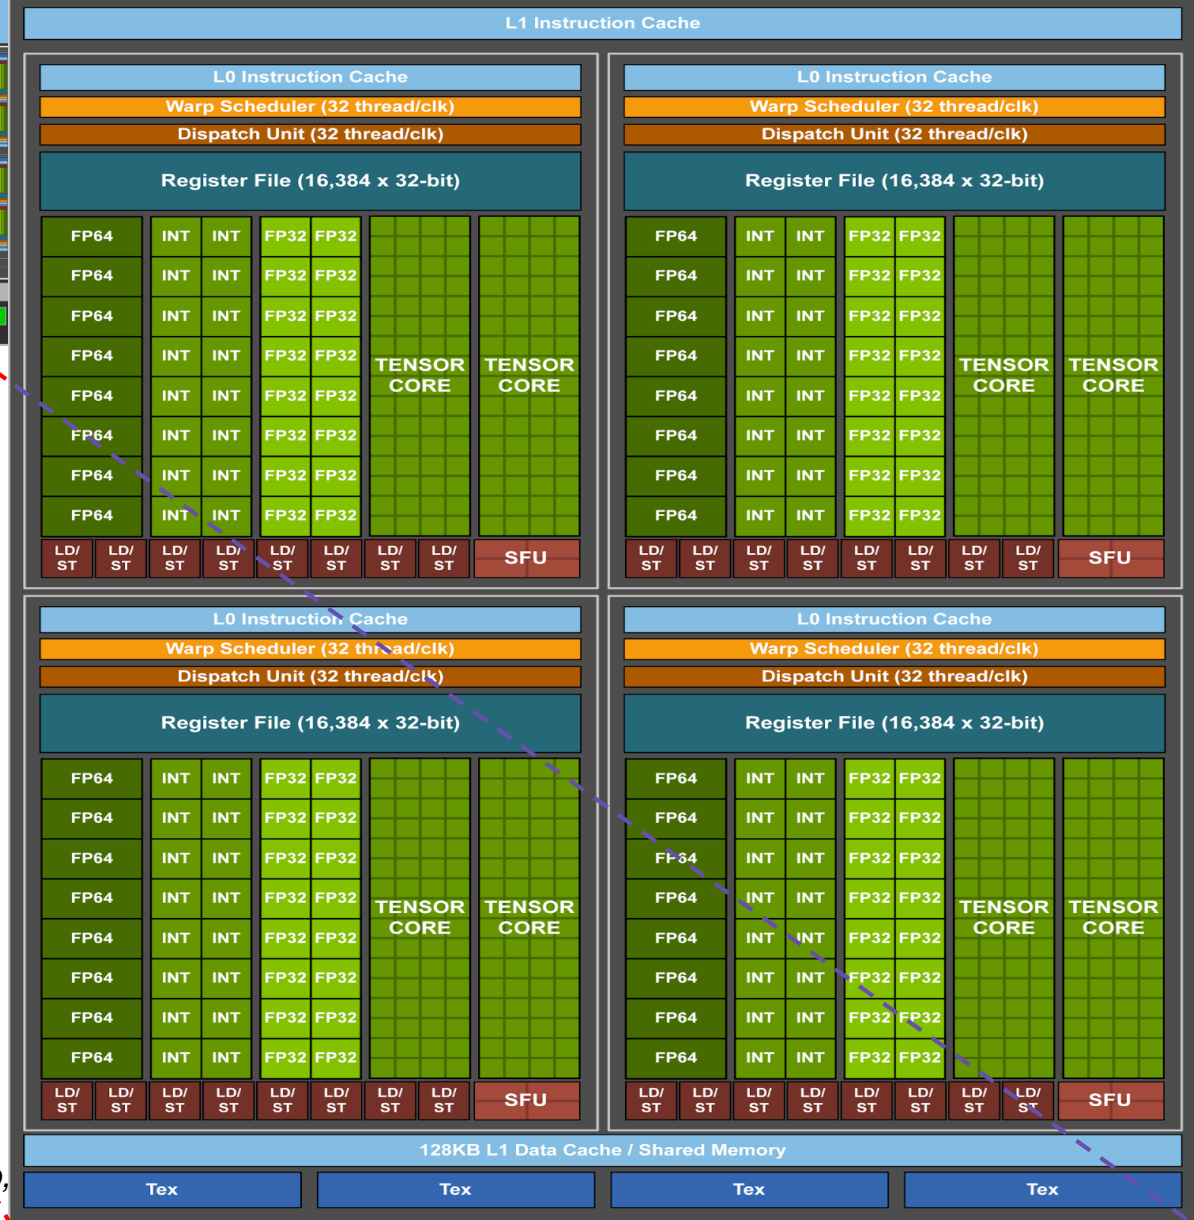 L1 Instruction Cache
L0 Instruction Cache L0 Instruction Cache
Warp Scheduler (32 thread/clk) Warp Scheduler (32 thread/clk)
Dispatch Unit (32 thread/clk) Dispatch Unit (32 thread/clk)
Register File (16,384 x 32-bit) Register File (16,384 x 32-bit)
FP64 INT INT FP32 FP32 FP64 INT INT FP32 FP32
FP64 INT INT FP32 FP32 FP64 INT INT FP32 FP32
FP64 INT INT FP32 FP32 FP64 INT INT FP32 FP32
FP64 INT INT FP32 FP32 FP64 INT INT FP32 FP32
TENSOR TENSOR TENSOR TENSOR
CORE CORE CORE CORE
FP64 INT INT FP32 FP32 FP64 INT INT FP32 FP32
FP64 INT INT FP32 FP32 FP64 INT INT FP32 FP32
FP64 INT INT FP32 FP32 FP64 INT INT FP32 FP32
FP64 INT INT FP32 FP32 FP64 INT INT FP32 FP32
LD/ LD/ LD/ LD/ LD/ LD/ LD/ LD/ SFU LD/ LD/ LD/ LD/ LD/ LD/ LD/ LD/ SFU
ST ST ST ST ST ST ST ST ST ST ST ST ST ST ST ST
L0 Instruction Cache L0 Instruction Cache
Warp Scheduler (32 thread/clk) Warp Scheduler (32 thread/clk)
Dispatch Unit (32 thread/clk) Dispatch Unit (32 thread/clk)
Register File (16,384 x 32-bit) Register File (16,384 x 32-bit)
FP64 INT INT FP32 FP32 FP64 INT INT FP32 FP32
FP64 INT INT FP32 FP32 FP64 INT INT FP32 FP32
FP64 INT INT FP32 FP32 FP64 INT INT FP32 FP32
FP64 INT INT FP32 FP32 FP64 INT INT FP32 FP32
TENSOR TENSOR TENSOR TENSOR
CORE CORE CORE CORE
FP64 INT INT FP32 FP32 FP64 INT INT FP32 FP32
FP64 INT INT FP32 FP32 FP64 INT INT FP32 FP32
FP64 INT INT FP32 FP32 FP64 INT INT FP32 FP32
FP64 INT INT FP32 FP32 FP64 INT INT FP32 FP32
LD/ LD/ LD/ LD/ LD/ LD/ LD/ LD/ SFU LD/ LD/ LD/ LD/ LD/ LD/ LD/ LD/ SFU
ST ST ST ST ST ST ST ST ST ST ST ST ST ST ST ST
128KB L1 Data Cache / Shared Memory
Tex Tex Tex Tex